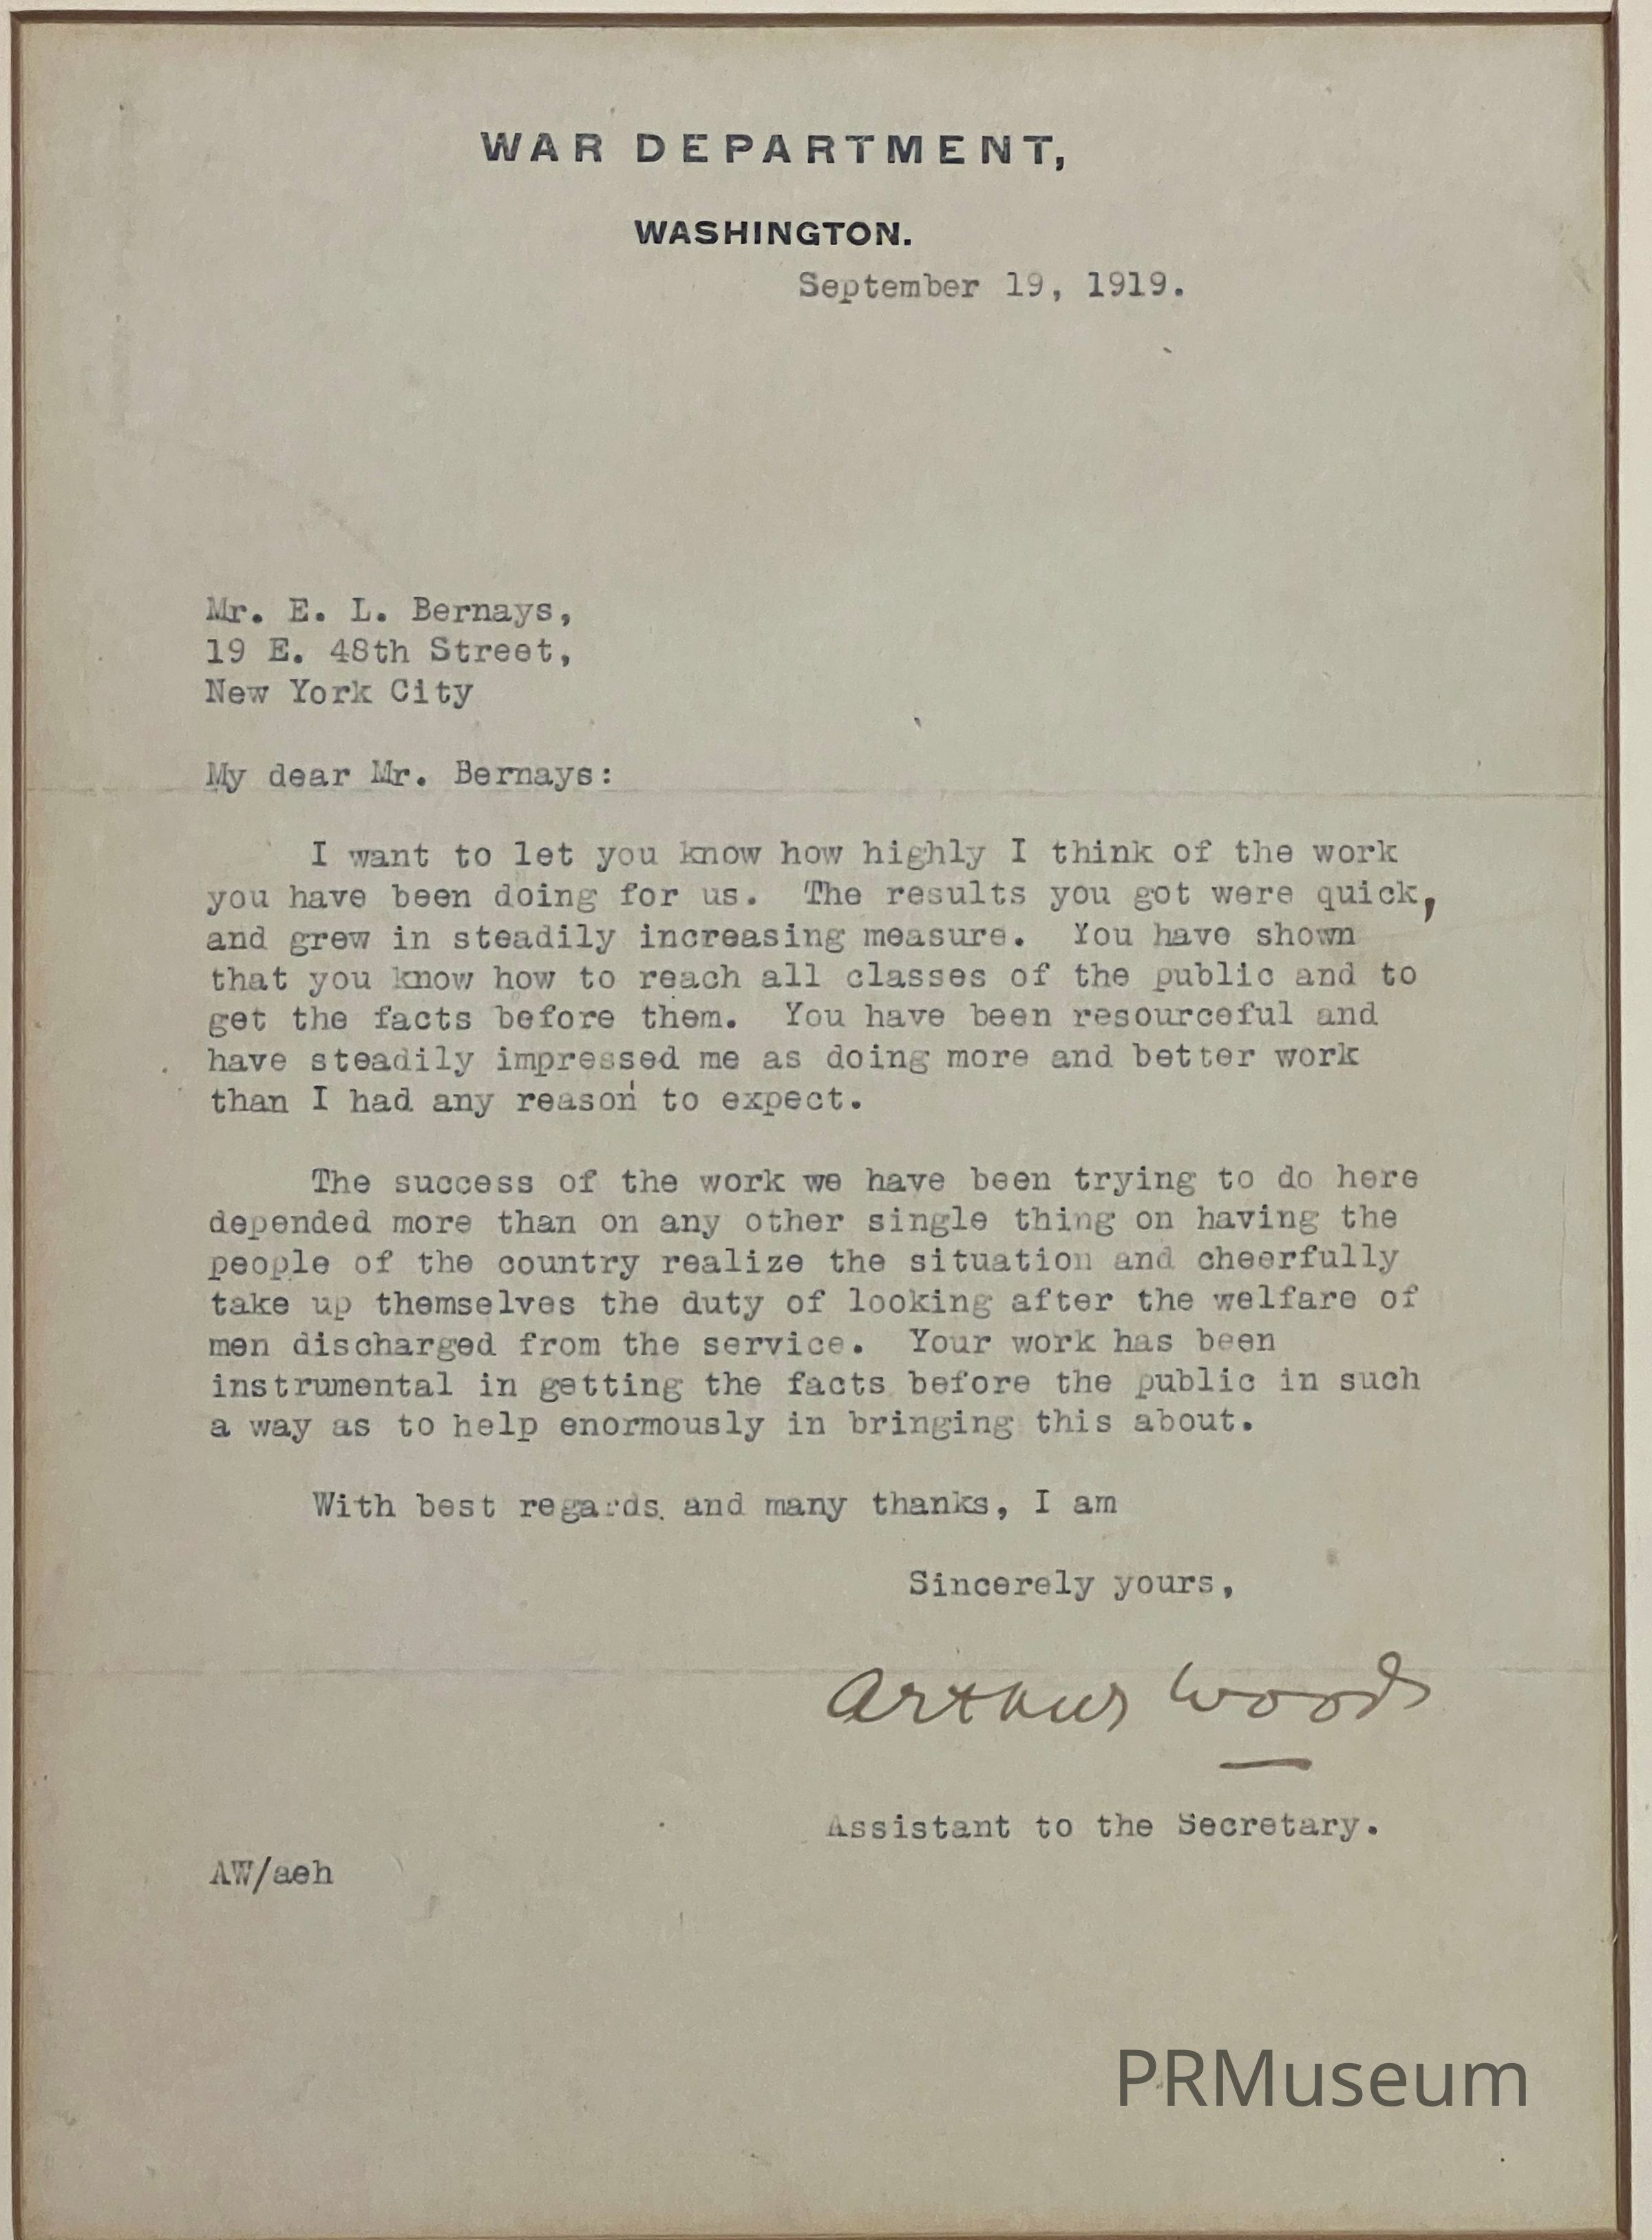 WAR DEPARTMENT,
WASHINGTON.
September 19, 1919.
Mr. E. L. Bernays,
19 E. 48th Street,
New York City
My dear Mr. Bernays:
I want to let you know how highly I think of the work
you have been doing for us. The results you got were quick,
and grew in steadily increasing measure. You have shown
that you know how to reach all classes of the public and to
get the facts before them. You have been resourceful and
have steadily impressed me as doing more and better work
than I had any reason to expect.
The success of the work we have been trying to do here
depended more than on any other single thing on having the
people of the country realize the situation and cheerfully
take up themselves the duty of looking after the welfare of
men discharged from the service. Your work has been
instrumental in getting the facts before the public in such
a way as to help enormously in bringing this about.
With best regards and many thanks, I am
Sincerely yours,
Arthur Woods
Assistant to the Secretary.
AW/aeh
PRMuseum